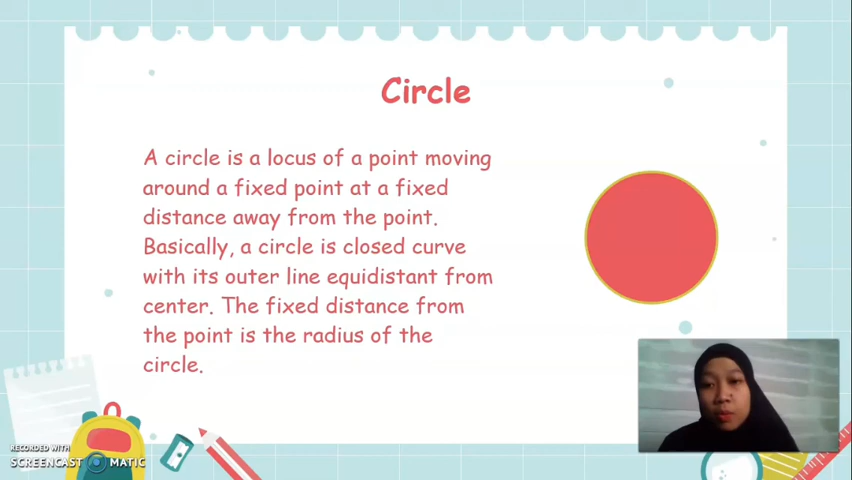 Circle
A circle is a locus of a point moving
around a fixed point at a fixed
distance away from the point.
Basically, a circle is closed curve
with its outer line equidistant from
center. The fixed distance from
the point is the radius of the
circle.
RECORDED WITH
SCREENCAST MATIC